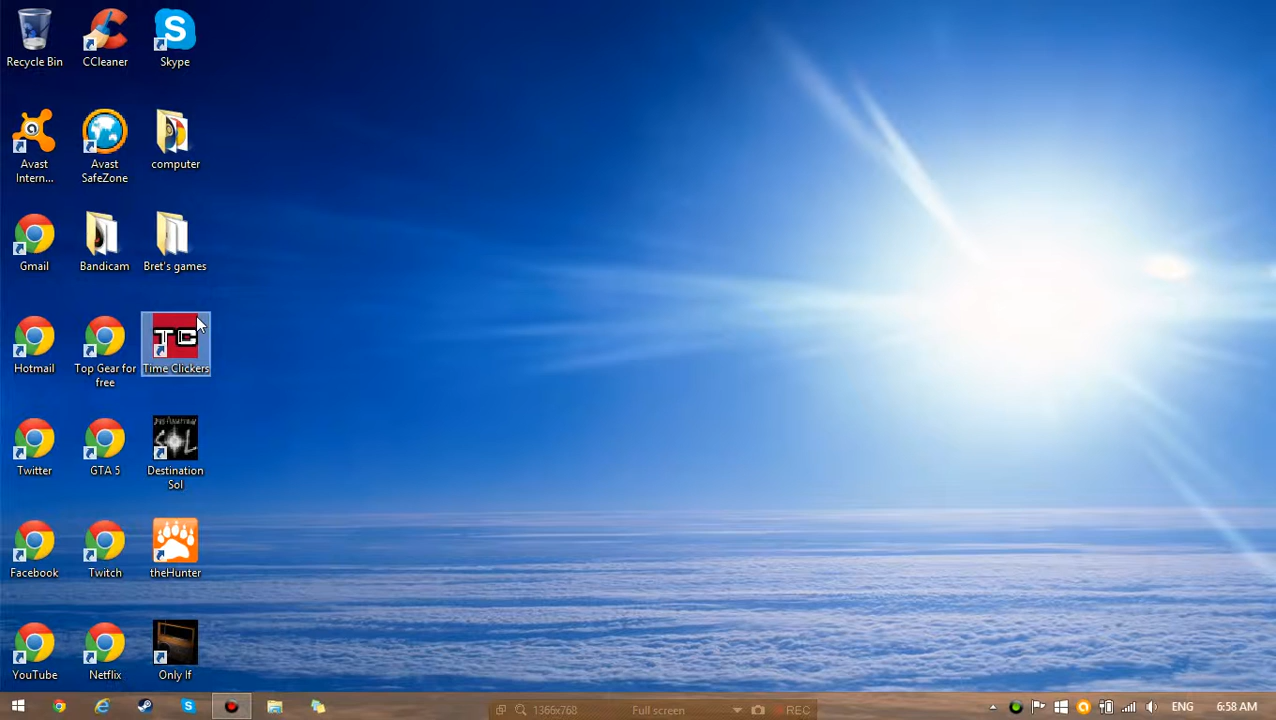 Recycle Bin
CCleaner
Skype
Avast
Intern...
Avast
SafeZone
computer
Gmail
Bandicam
Bret's games
Hotmail
Top Gear for
free
TC
Time Clickers
Twitter
GTA 5
SOL
Destination
Sol
Facebook
Twitch
theHunter
YouTube
Netflix
Only If
1366x768
Full screen
REC
ENG
6:58 AM